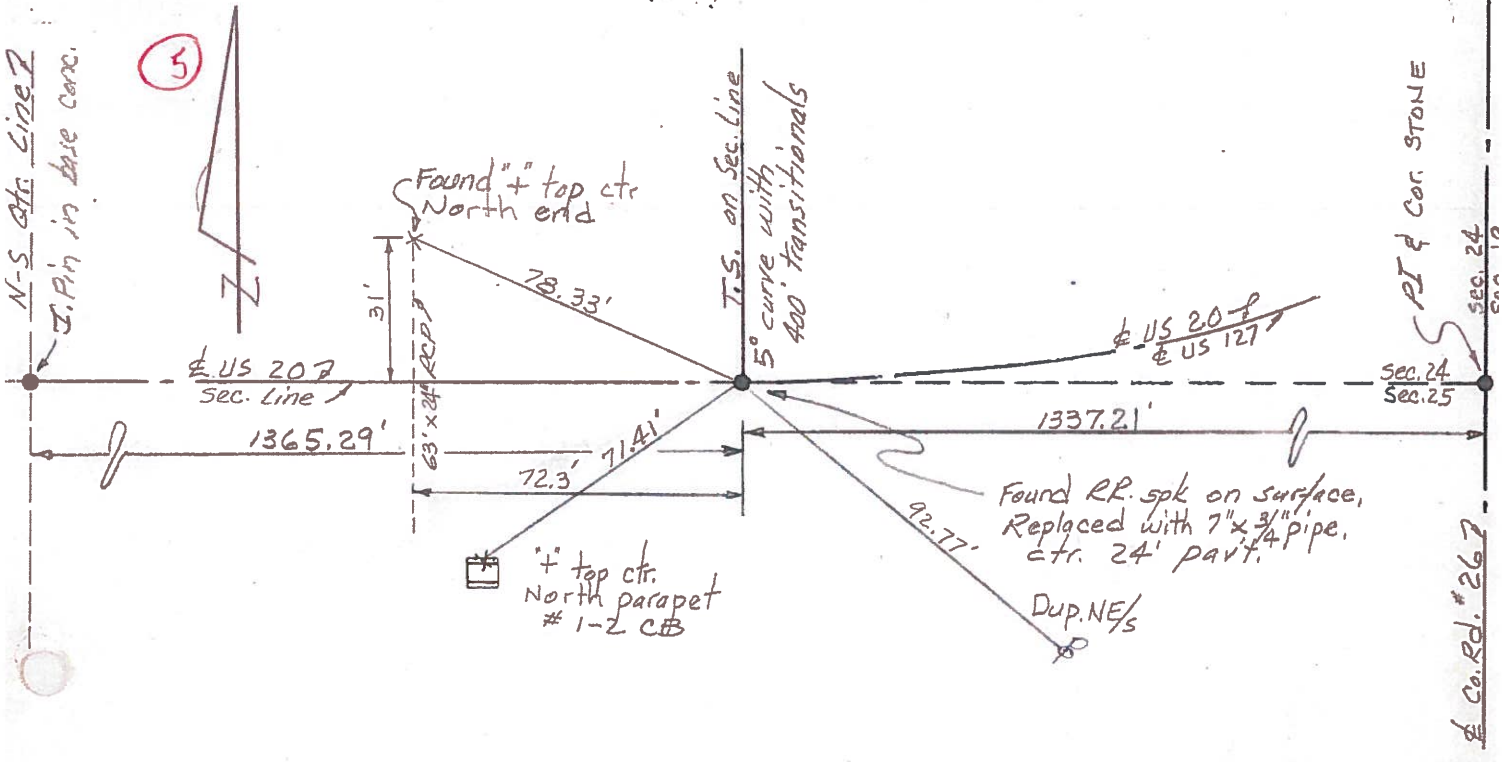 5
N-S Qtr. Line
I. Pin in base conc.
Z
Found "+" top ctr
North end
31'
78.33'
63' x 24" RCP
℄ US 20
Sec. Line
1365.29'
72.3'
71.41'
"+" top ctr.
North parapet
# 1-2 CB
T.S. on Sec. Line
5° curve with
400' transitionals
℄ US 20
℄ US 127
1337.21'
92.77'
Found RR. spk on surface,
Replaced with 7" x 3/4" pipe,
ctr. 24' pav't.
Dup. NE/s
PI & Cor. STONE
Sec. 24
Sec. 24
Sec. 25
℄ Co. Rd. #26